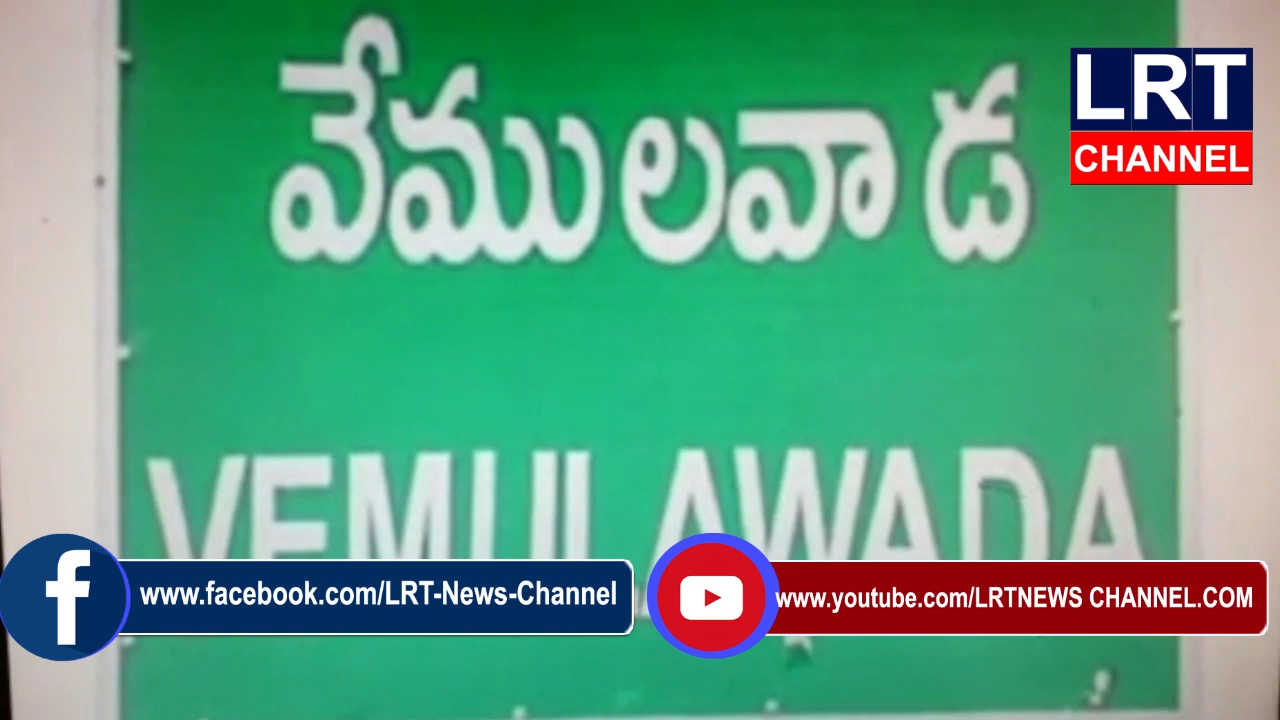 వేములవాడ
LRT
CHANNEL
VEMULAWADA
www.facebook.com/LRT-News-Channel
www.youtube.com/LRTNEWS CHANNEL.COM